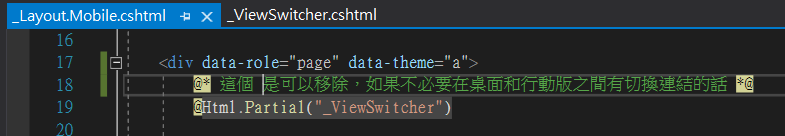 _Layout.Mobile.cshtml _ViewSwitcher.cshtml
16
17 <div data-role="page" data-theme="a">
18 @* 這個 是可以移除，如果不必要在桌面和行動版之間有切換連結的話 *@
19 @Html.Partial("_ViewSwitcher")
20